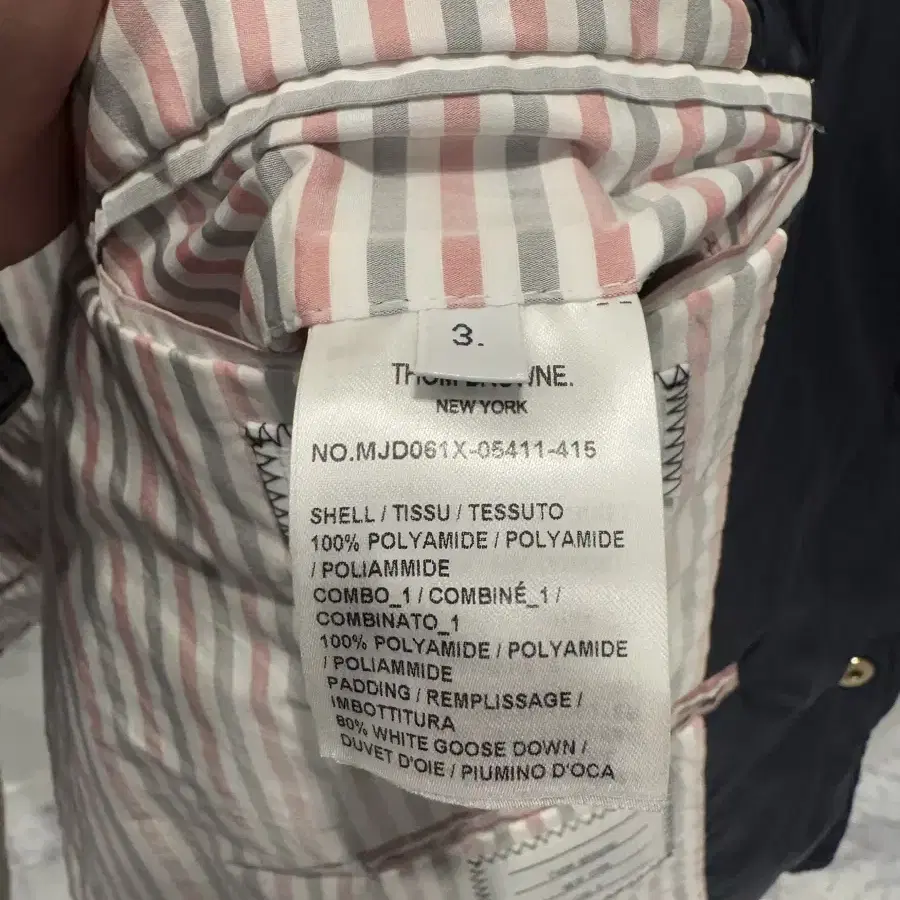 3.
NEW YORK
NO.MJD061X-05411-415
SHELL / TISSU / TESSUTO
100% POLYAMIDE / POLYAMIDE
/ POLIAMMIDE
COMBO_1 / COMBINÉ_1 /
COMBINATO_1
100% POLYAMIDE / POLYAMIDE
/ POLIAMMIDE
PADDING / REMPLISSAGE /
IMBOTTITURA
80% WHITE GOOSE DOWN /
DUVET D'OIE / PIUMINO D'OCA